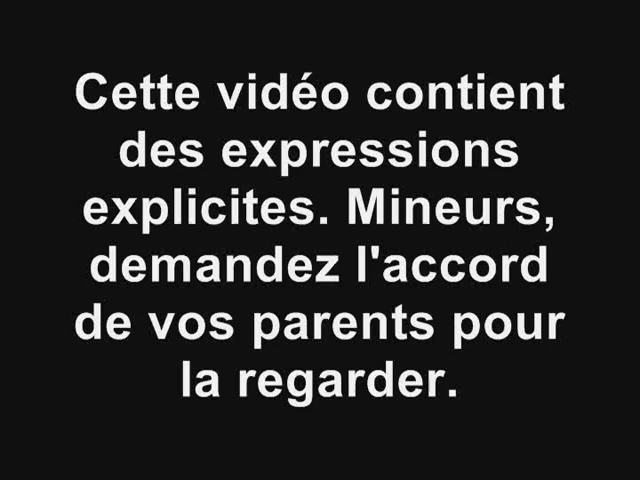 Cette vidéo contient
des expressions
explicites. Mineurs,
demandez l'accord
de vos parents pour
la regarder.